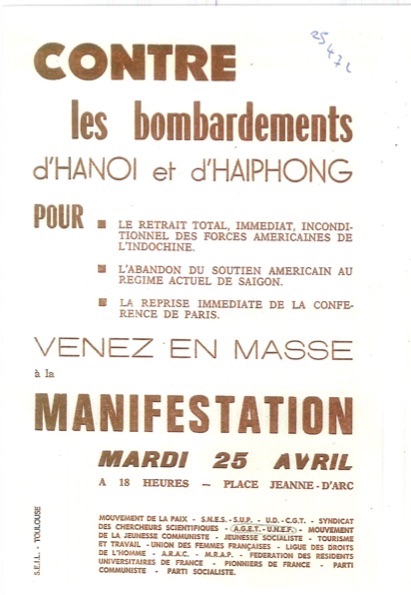 25 4 72
CONTRE
les bombardements
d'HANOI et d'HAIPHONG
POUR
■ LE RETRAIT TOTAL, IMMEDIAT, INCONDI-
TIONNEL DES FORCES AMERICAINES DE
L'INDOCHINE.
■ L'ABANDON DU SOUTIEN AMERICAIN AU
REGIME ACTUEL DE SAIGON.
■ LA REPRISE IMMEDIATE DE LA CONFE-
RENCE DE PARIS.
VENEZ EN MASSE
à la
MANIFESTATION
MARDI 25 AVRIL
A 18 HEURES — PLACE JEANNE-D'ARC
MOUVEMENT DE LA PAIX - S.N.E.S. - S.U.P. - U.D.-C.G.T. - SYNDICAT
DES CHERCHEURS SCIENTIFIQUES - A.G.E.T.-U.N.E.F. - MOUVEMENT
DE LA JEUNESSE COMMUNISTE - JEUNESSE SOCIALISTE - TOURISME
ET TRAVAIL - UNION DES FEMMES FRANÇAISES - LIGUE DES DROITS
DE L'HOMME - A.R.A.C. - M.R.A.P. - FEDERATION DES RESIDENTS
UNIVERSITAIRES DE FRANCE - PIONNIERS DE FRANCE - PARTI
COMMUNISTE - PARTI SOCIALISTE.
S.E.I.L. - TOULOUSE